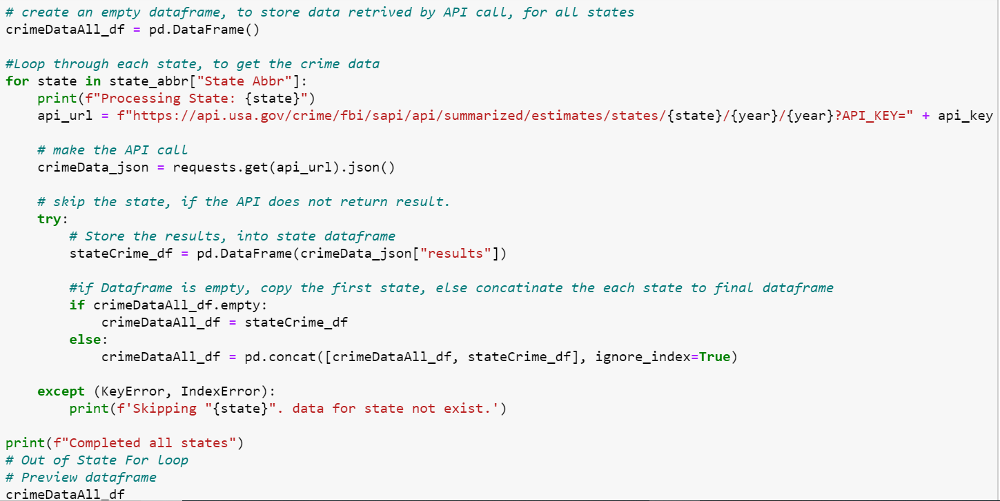 # create an empty dataframe, to store data retrived by API call, for all states
crimeDataAll_df = pd.DataFrame()
#Loop through each state, to get the crime data
for state in state_abbr["State Abbr"]:
    print(f"Processing State: {state}")
    api_url = f"https://api.usa.gov/crime/fbi/sapi/api/summarized/estimates/states/{state}/{year}/{year}?API_KEY=" + api_key
    # make the API call
    crimeData_json = requests.get(api_url).json()
    # skip the state, if the API does not return result.
    try:
        # Store the results, into state dataframe
        stateCrime_df = pd.DataFrame(crimeData_json["results"])
        #if Dataframe is empty, copy the first state, else concatinate the each state to final dataframe
        if crimeDataAll_df.empty:
            crimeDataAll_df = stateCrime_df
        else:
            crimeDataAll_df = pd.concat([crimeDataAll_df, stateCrime_df], ignore_index=True)
    except (KeyError, IndexError):
        print(f'Skipping "{state}". data for state not exist.')
print(f"Completed all states")
# Out of State For loop
# Preview dataframe
crimeDataAll_df